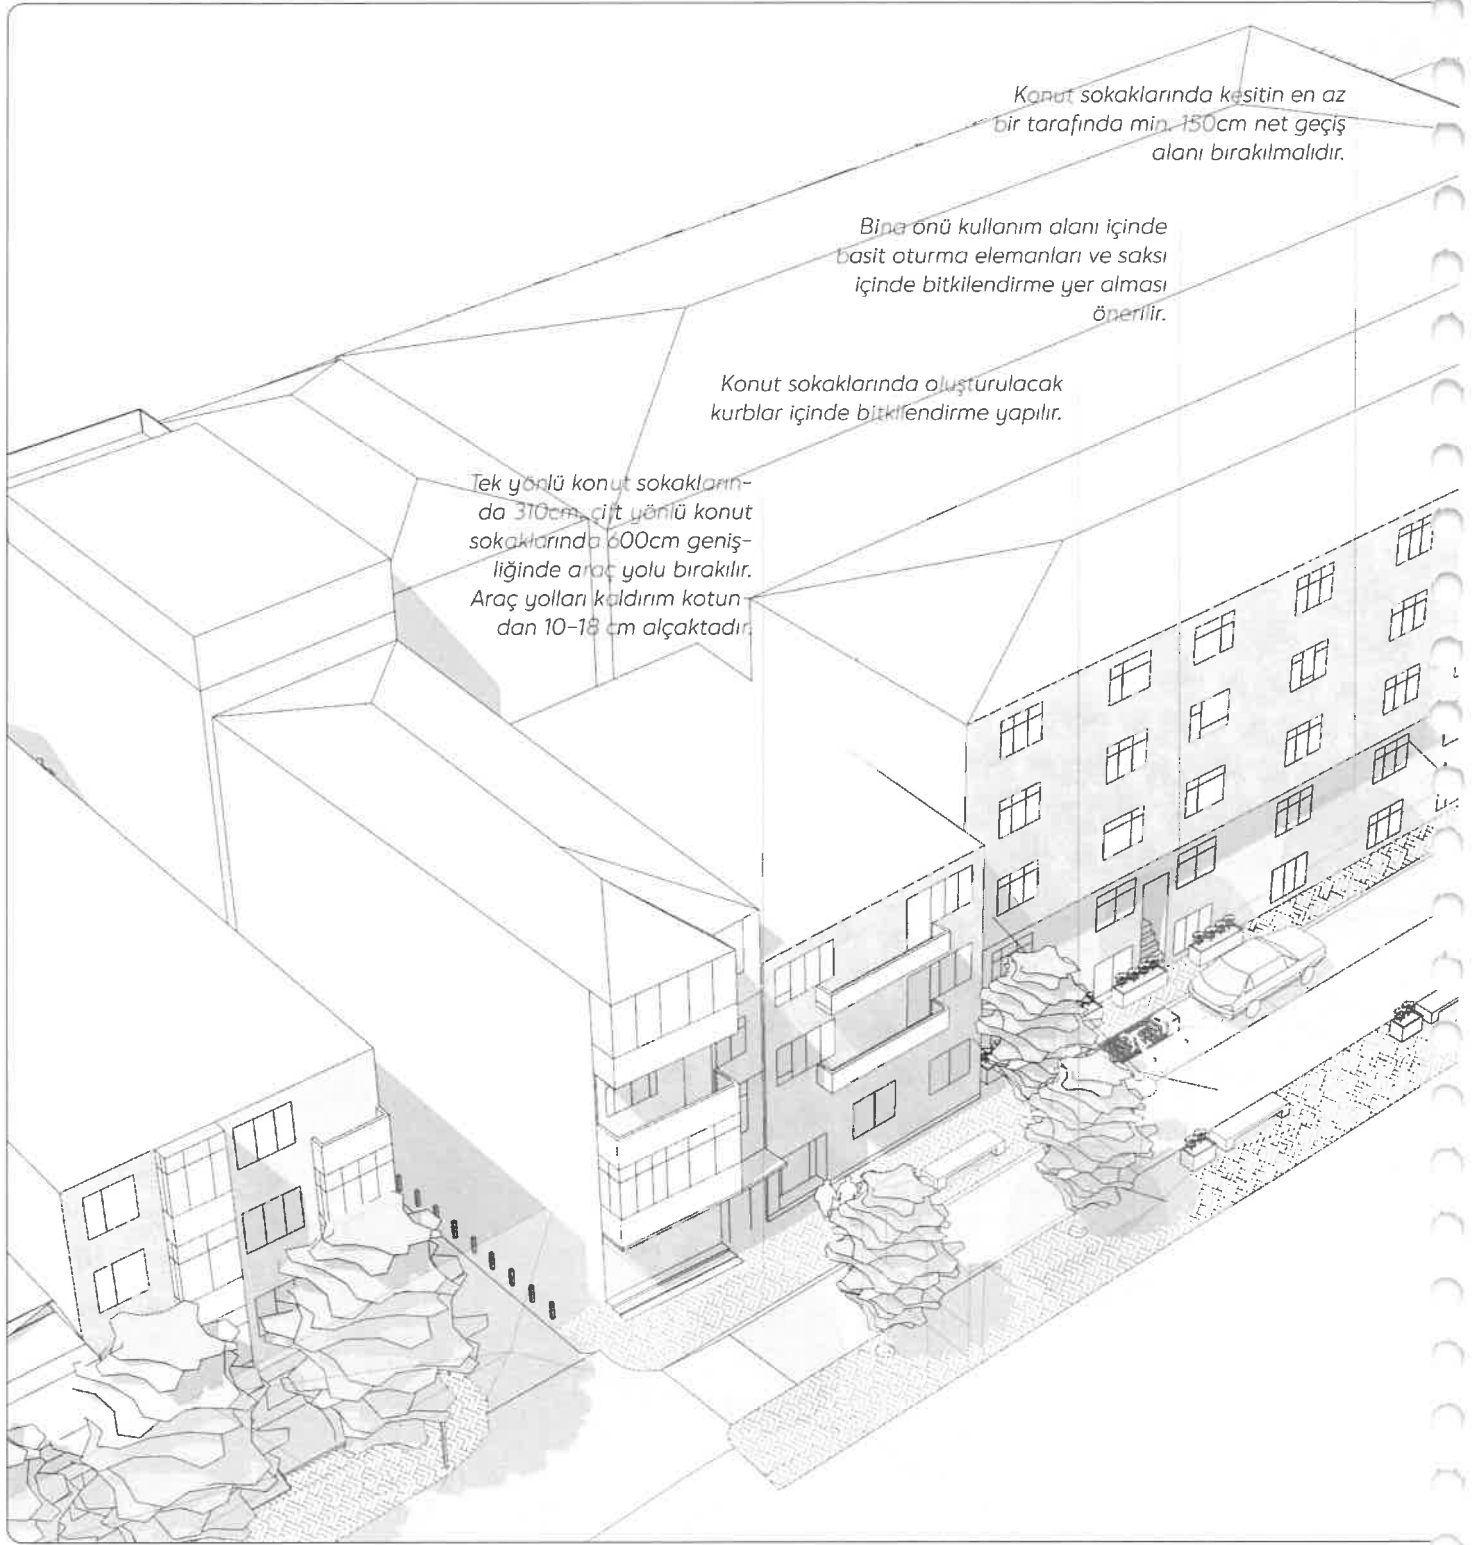 Konut sokaklarında kesitin en az
bir tarafında min. 150cm net geçiş
alanı bırakılmalıdır.
Bina önü kullanım alanı içinde
basit oturma elemanları ve saksı
içinde bitkilendirme yer alması
önerilir.
Konut sokaklarında oluşturulacak
kurblar içinde bitkilendirme yapılır.
Tek yönlü konut sokakların-
da 310cm, çift yönlü konut
sokaklarında 600cm geniş-
liğinde araç yolu bırakılır.
Araç yolları kaldırım kotun-
dan 10-18 cm alçaktadır.